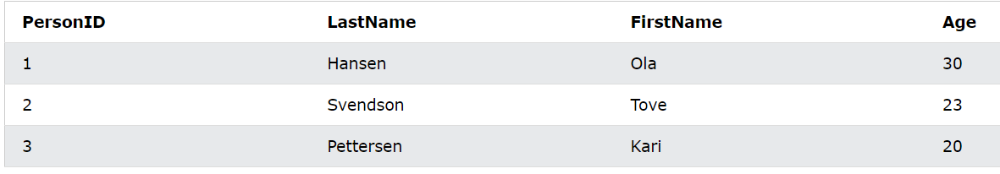 PersonID LastName FirstName Age
1 Hansen Ola 30
2 Svendson Tove 23
3 Pettersen Kari 20